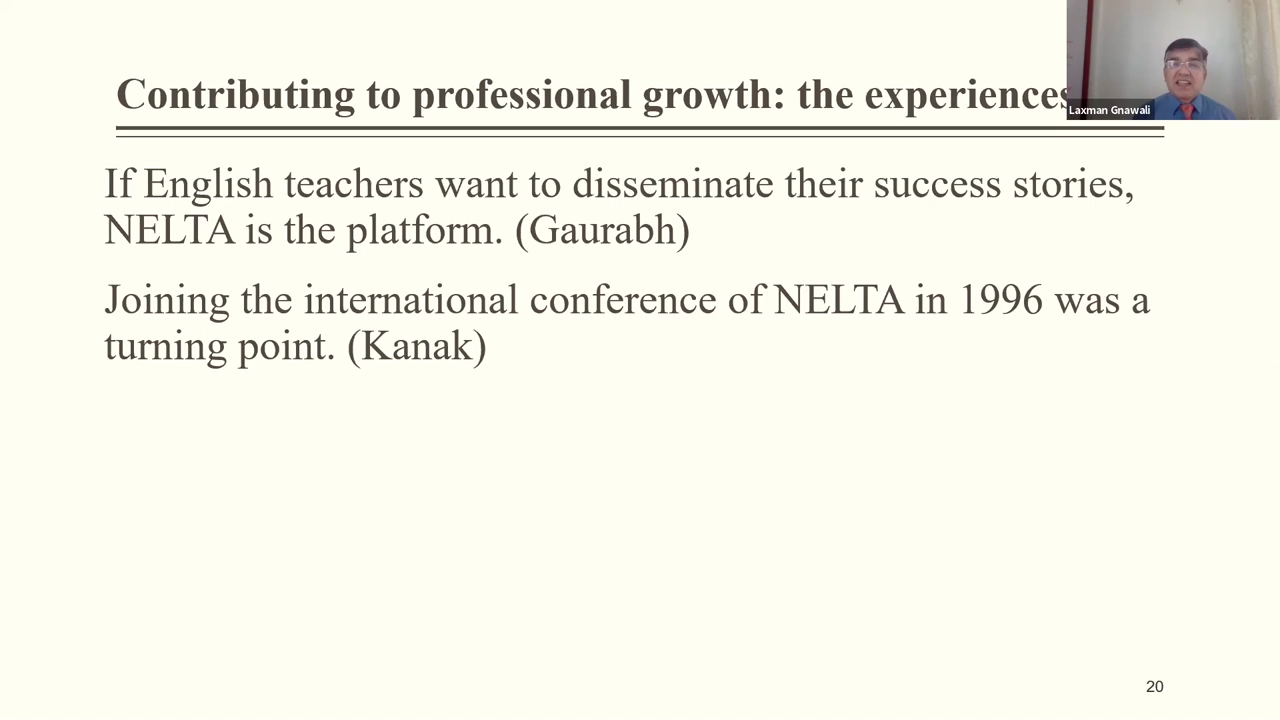 Contributing to professional growth: the experiences
Laxman Gnawali
If English teachers want to disseminate their success stories,
NELTA is the platform. (Gaurabh)
Joining the international conference of NELTA in 1996 was a
turning point. (Kanak)
20